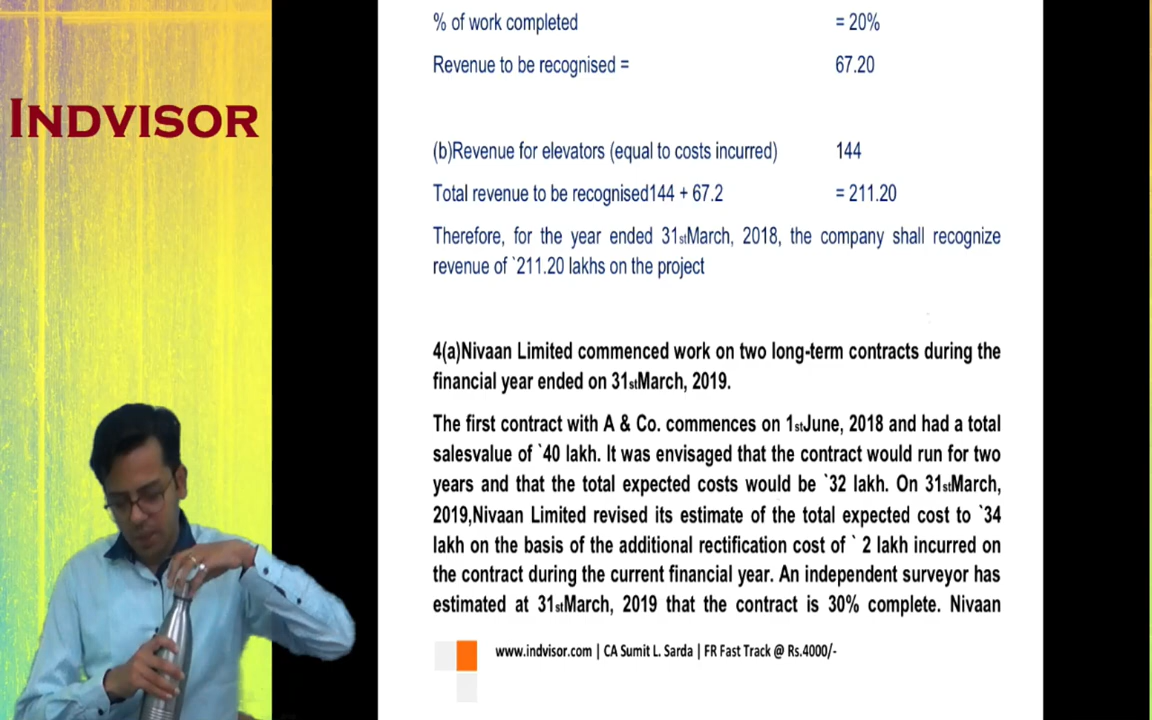 INDVISOR
% of work completed = 20%
Revenue to be recognised = 67.20
(b)Revenue for elevators (equal to costs incurred) 144
Total revenue to be recognised144 + 67.2 = 211.20
Therefore, for the year ended 31stMarch, 2018, the company shall recognize
revenue of `211.20 lakhs on the project
4(a)Nivaan Limited commenced work on two long-term contracts during the
financial year ended on 31stMarch, 2019.
The first contract with A & Co. commences on 1stJune, 2018 and had a total
salesvalue of `40 lakh. It was envisaged that the contract would run for two
years and that the total expected costs would be `32 lakh. On 31stMarch,
2019,Nivaan Limited revised its estimate of the total expected cost to `34
lakh on the basis of the additional rectification cost of ` 2 lakh incurred on
the contract during the current financial year. An independent surveyor has
estimated at 31stMarch, 2019 that the contract is 30% complete. Nivaan
www.indvisor.com | CA Sumit L. Sarda | FR Fast Track @ Rs.4000/-